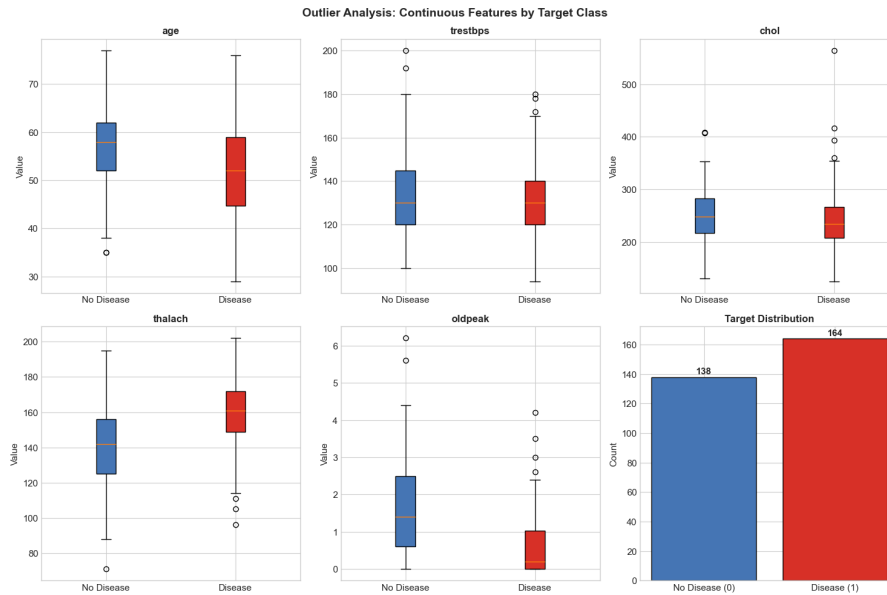 Outlier Analysis: Continuous Features by Target Class
age
Value
70
60
50
40
30
No Disease
Disease
trestbps
Value
200
180
160
140
120
100
No Disease
Disease
chol
Value
500
400
300
200
No Disease
Disease
thalach
Value
200
180
160
140
120
100
80
No Disease
Disease
oldpeak
Value
6
5
4
3
2
1
0
No Disease
Disease
Target Distribution
Count
160
140
120
100
80
60
40
20
0
138
164
No Disease (0)
Disease (1)